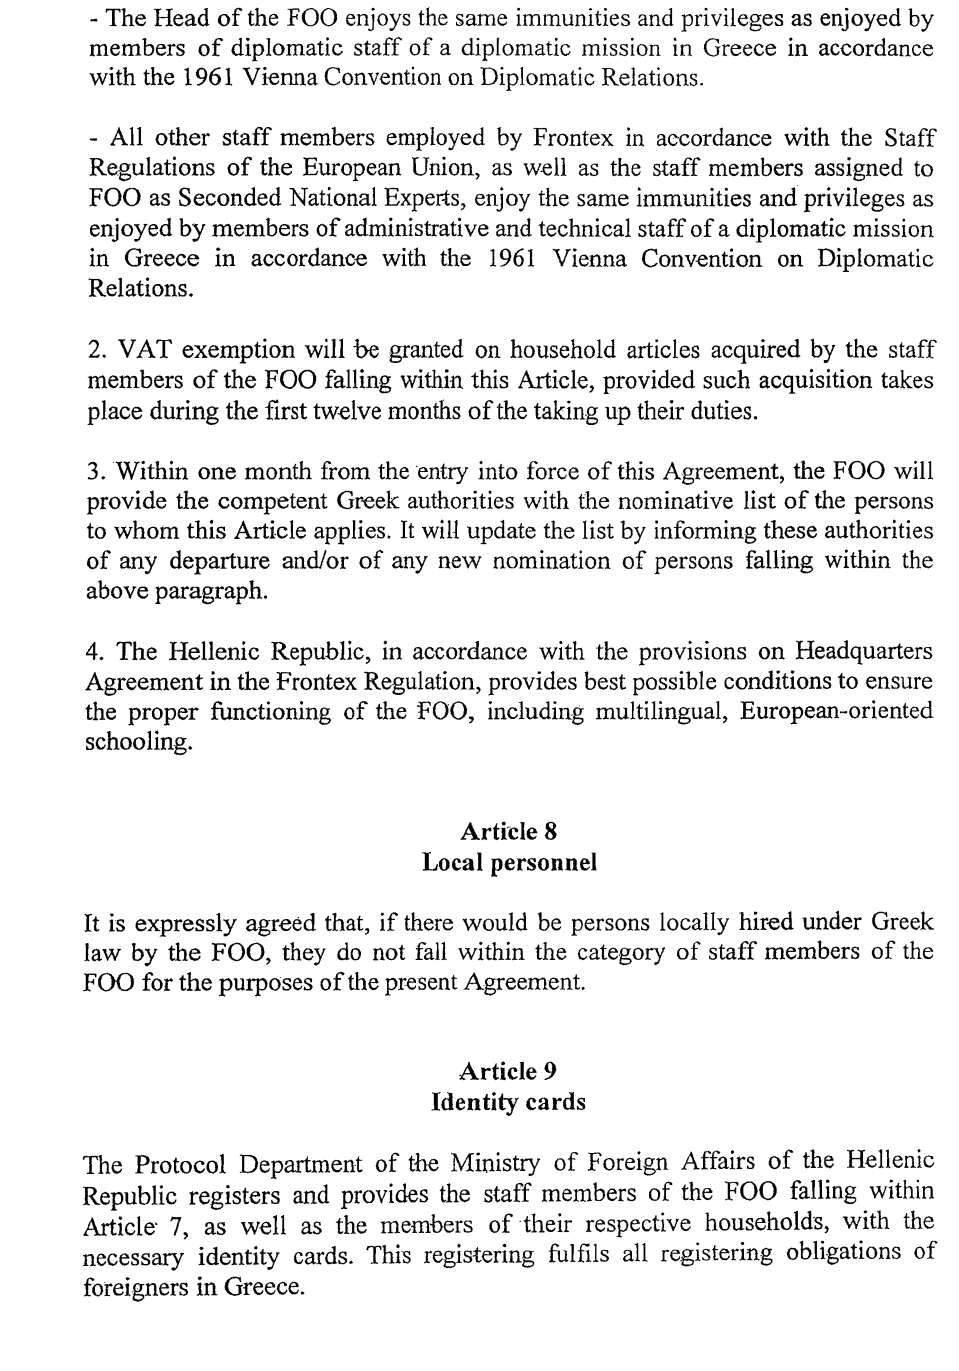 - The Head of the FOO enjoys the same immunities and privileges as enjoyed by
members of diplomatic staff of a diplomatic mission in Greece in accordance
with the 1961 Vienna Convention on Diplomatic Relations.
- All other staff members employed by Frontex in accordance with the Staff
Regulations of the European Union, as well as the staff members assigned to
FOO as Seconded National Experts, enjoy the same immunities and privileges as
enjoyed by members of administrative and technical staff of a diplomatic mission
in Greece in accordance with the 1961 Vienna Convention on Diplomatic
Relations.
2. VAT exemption will be granted on household articles acquired by the staff
members of the FOO falling within this Article, provided such acquisition takes
place during the first twelve months of the taking up their duties.
3. Within one month from the entry into force of this Agreement, the FOO will
provide the competent Greek authorities with the nominative list of the persons
to whom this Article applies. It will update the list by informing these authorities
of any departure and/or of any new nomination of persons falling within the
above paragraph.
4. The Hellenic Republic, in accordance with the provisions on Headquarters
Agreement in the Frontex Regulation, provides best possible conditions to ensure
the proper functioning of the FOO, including multilingual, European-oriented
schooling.
Article 8
Local personnel
It is expressly agreed that, if there would be persons locally hired under Greek
law by the FOO, they do not fall within the category of staff members of the
FOO for the purposes of the present Agreement.
Article 9
Identity cards
The Protocol Department of the Ministry of Foreign Affairs of the Hellenic
Republic registers and provides the staff members of the FOO falling within
Article 7, as well as the members of their respective households, with the
necessary identity cards. This registering fulfils all registering obligations of
foreigners in Greece.